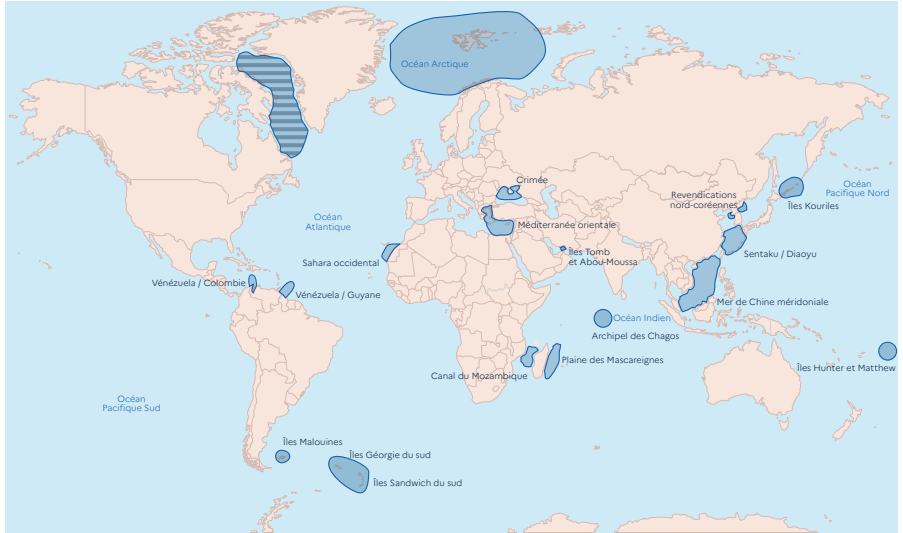 Océan Arctique
Crimée
Revendications
nord-coréennes
Océan
Pacifique Nord
Îles Kouriles
Océan
Atlantique
Méditerranée orientale
Sentaku / Diaoyu
Sahara occidental
Îles Tomb
et Abou-Moussa
Vénézuela / Colombie
Vénézuela / Guyane
Mer de Chine méridoniale
Océan Indien
Archipel des Chagos
Plaine des Mascareignes
Canal du Mozambique
Îles Hunter et Matthew
Océan
Pacifique Sud
Îles Malouines
Îles Géorgie du sud
Îles Sandwich du sud